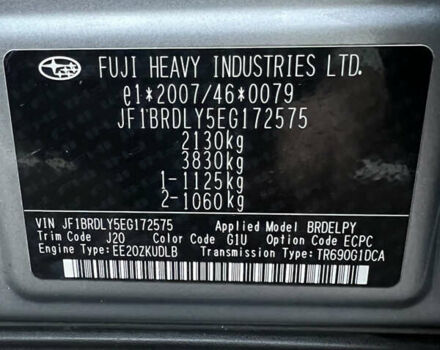 FUJI HEAVY INDUSTRIES LTD.
e1*2007/46*0079
JF1BRDLY5EG172575
2130kg
3830kg
1-1125kg
2-1060kg
VIN JF1BRDLY5EG172575 Applied Model BRDELPY
Trim Code J20 Color Code G1U Option Code ECPC
Engine Type:EE20ZKUDLB Transmission Type:TR690G1DCA